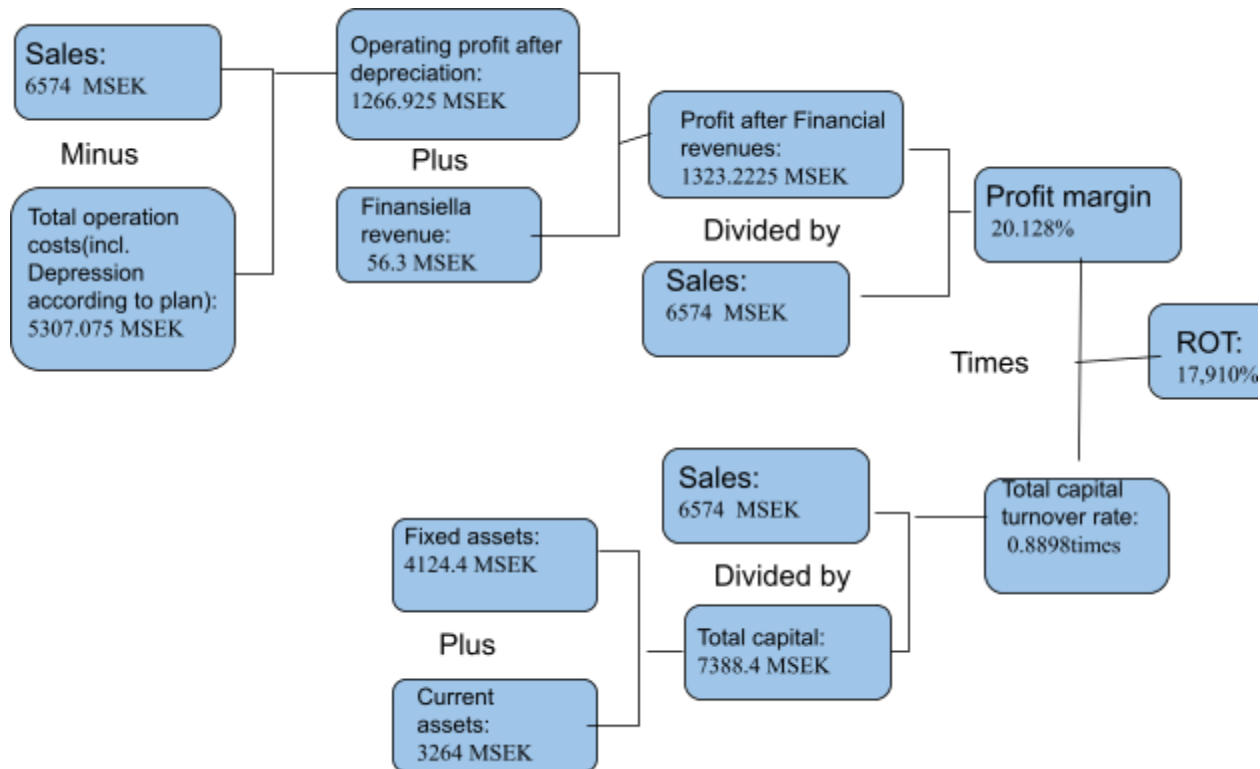 Sales:
6574 MSEK
Minus
Total operation
costs(incl.
Depression
according to plan):
5307.075 MSEK
Operating profit after
depreciation:
1266.925 MSEK
Plus
Finansiella
revenue:
56.3 MSEK
Profit after Financial
revenues:
1323.2225 MSEK
Divided by
Sales:
6574 MSEK
Profit margin
20.128%
Times
ROT:
17,910%
Fixed assets:
4124.4 MSEK
Plus
Current
assets:
3264 MSEK
Sales:
6574 MSEK
Divided by
Total capital:
7388.4 MSEK
Total capital
turnover rate:
0.8898times